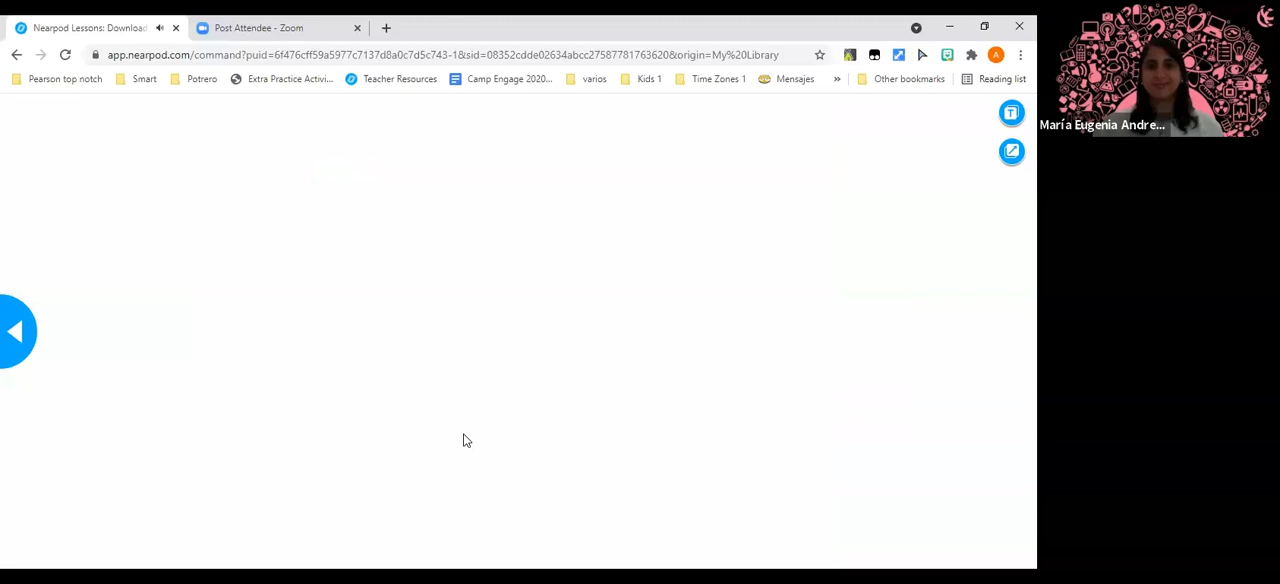 Nearpod Lessons: Download
Post Attendee - Zoom
app.nearpod.com/command?puid=6f476cff59a5977c7137d8a0c7d5c743-1&sid=08352cdde02634abcc27587781763620&origin=My%20Library
A
Pearson top notch Smart Potrero Extra Practice Activi... Teacher Resources Camp Engage 2020... varios Kids 1 Time Zones 1 Mensajes » Other bookmarks Reading list
T
María Eugenia Andre...